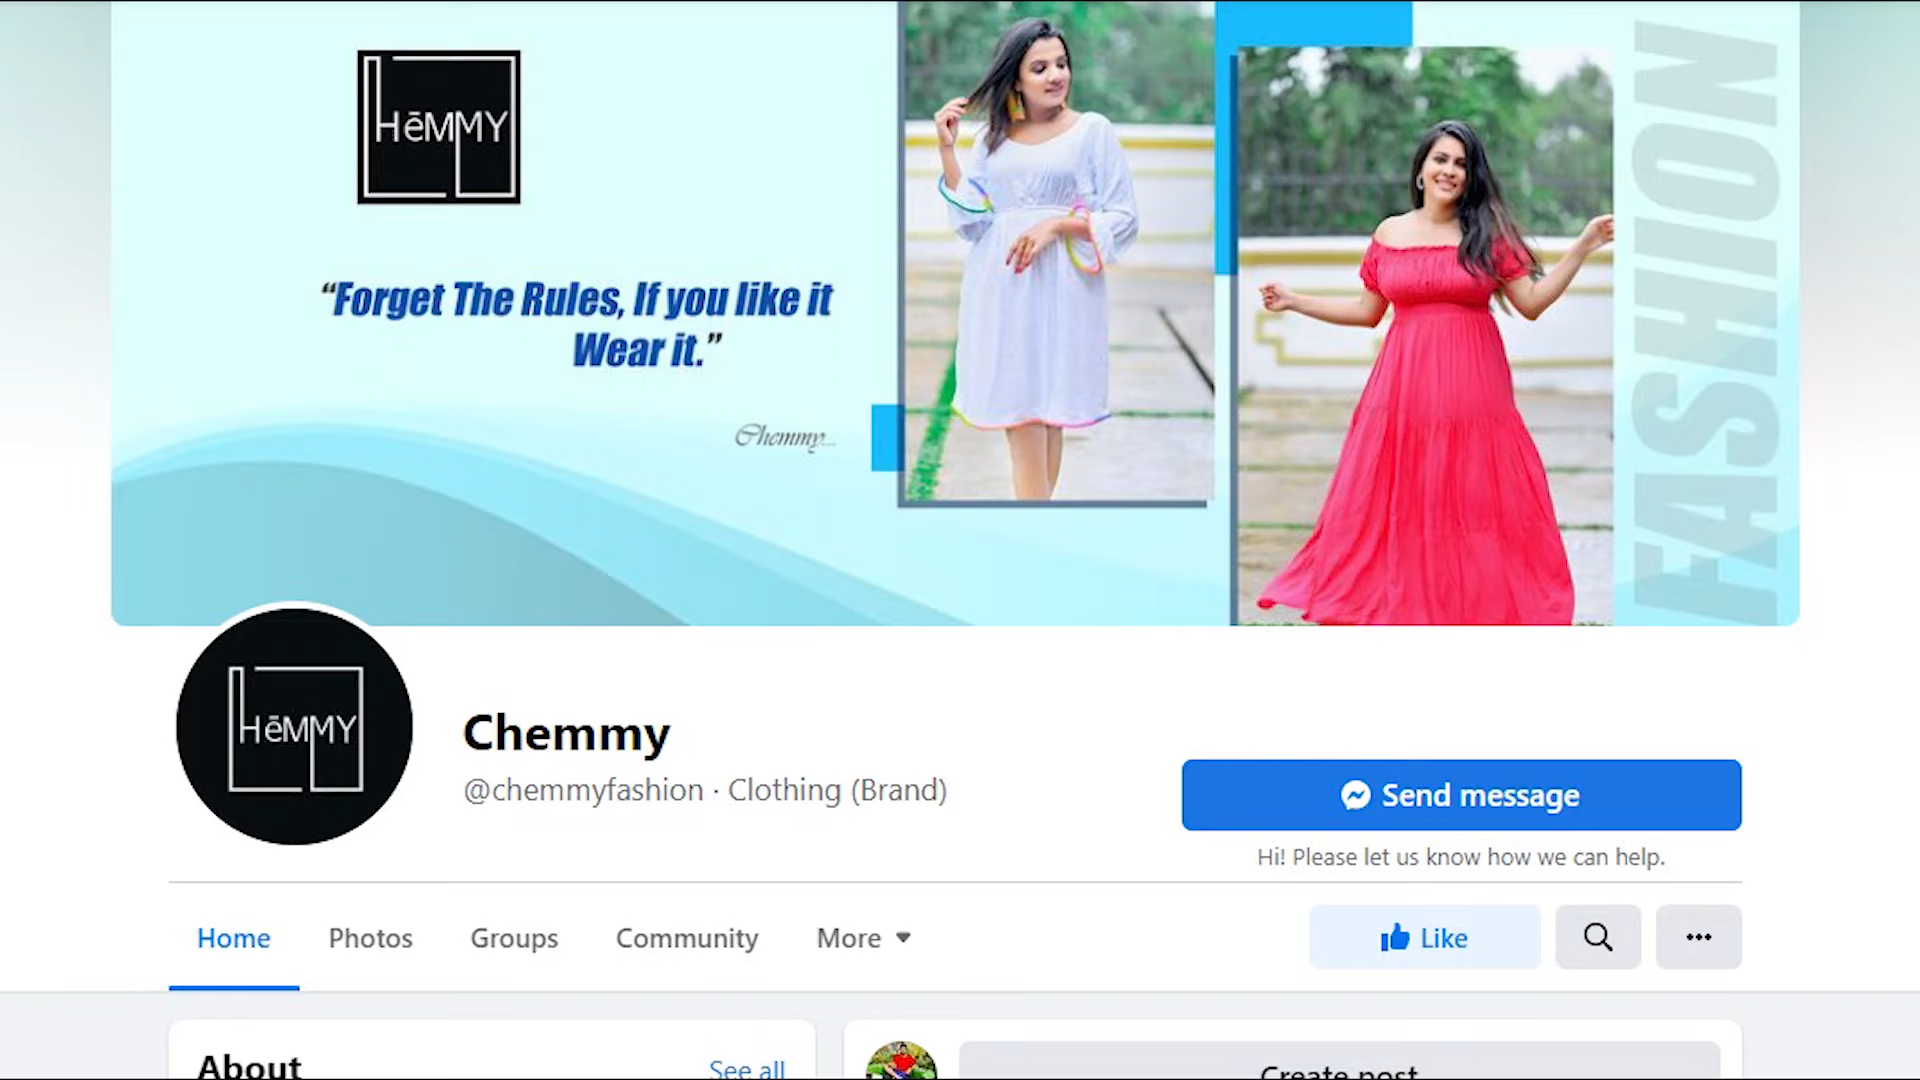 HēMMY
“Forget The Rules, If you like it
Wear it.”
Chemmy...
FASHION
HēMMY
Chemmy
@chemmyfashion · Clothing (Brand)
Send message
Hi! Please let us know how we can help.
Home
Photos
Groups
Community
More
Like
About
See all
Create post